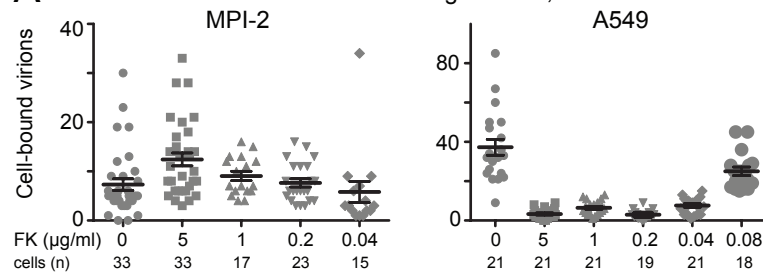 MPI-2
A549
Cell-bound virions
40
20
0
80
40
0
FK (μg/ml) 0 5 1 0.2 0.04
0 5 1 0.2 0.04 0.08
cells (n) 33 33 17 23 15
21 21 21 19 21 18